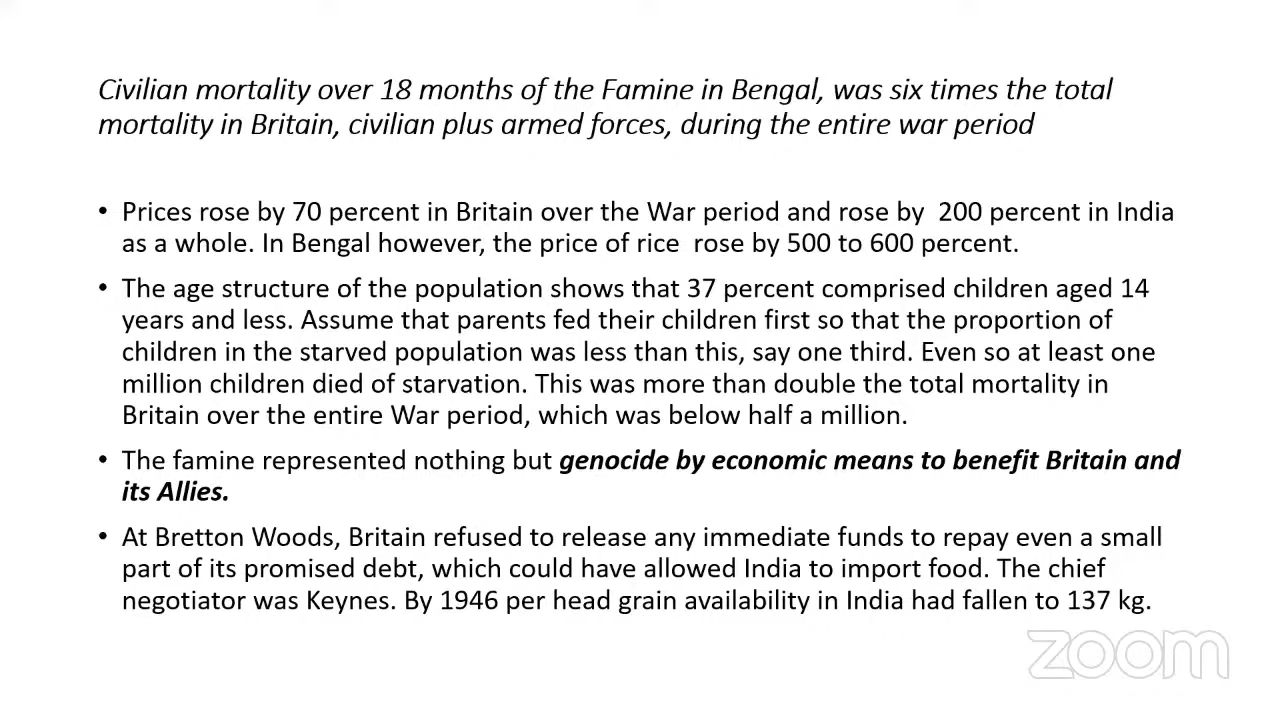 Civilian mortality over 18 months of the Famine in Bengal, was six times the total
mortality in Britain, civilian plus armed forces, during the entire war period
• Prices rose by 70 percent in Britain over the War period and rose by 200 percent in India
as a whole. In Bengal however, the price of rice rose by 500 to 600 percent.
• The age structure of the population shows that 37 percent comprised children aged 14
years and less. Assume that parents fed their children first so that the proportion of
children in the starved population was less than this, say one third. Even so at least one
million children died of starvation. This was more than double the total mortality in
Britain over the entire War period, which was below half a million.
• The famine represented nothing but genocide by economic means to benefit Britain and
its Allies.
• At Bretton Woods, Britain refused to release any immediate funds to repay even a small
part of its promised debt, which could have allowed India to import food. The chief
negotiator was Keynes. By 1946 per head grain availability in India had fallen to 137 kg.
zoom